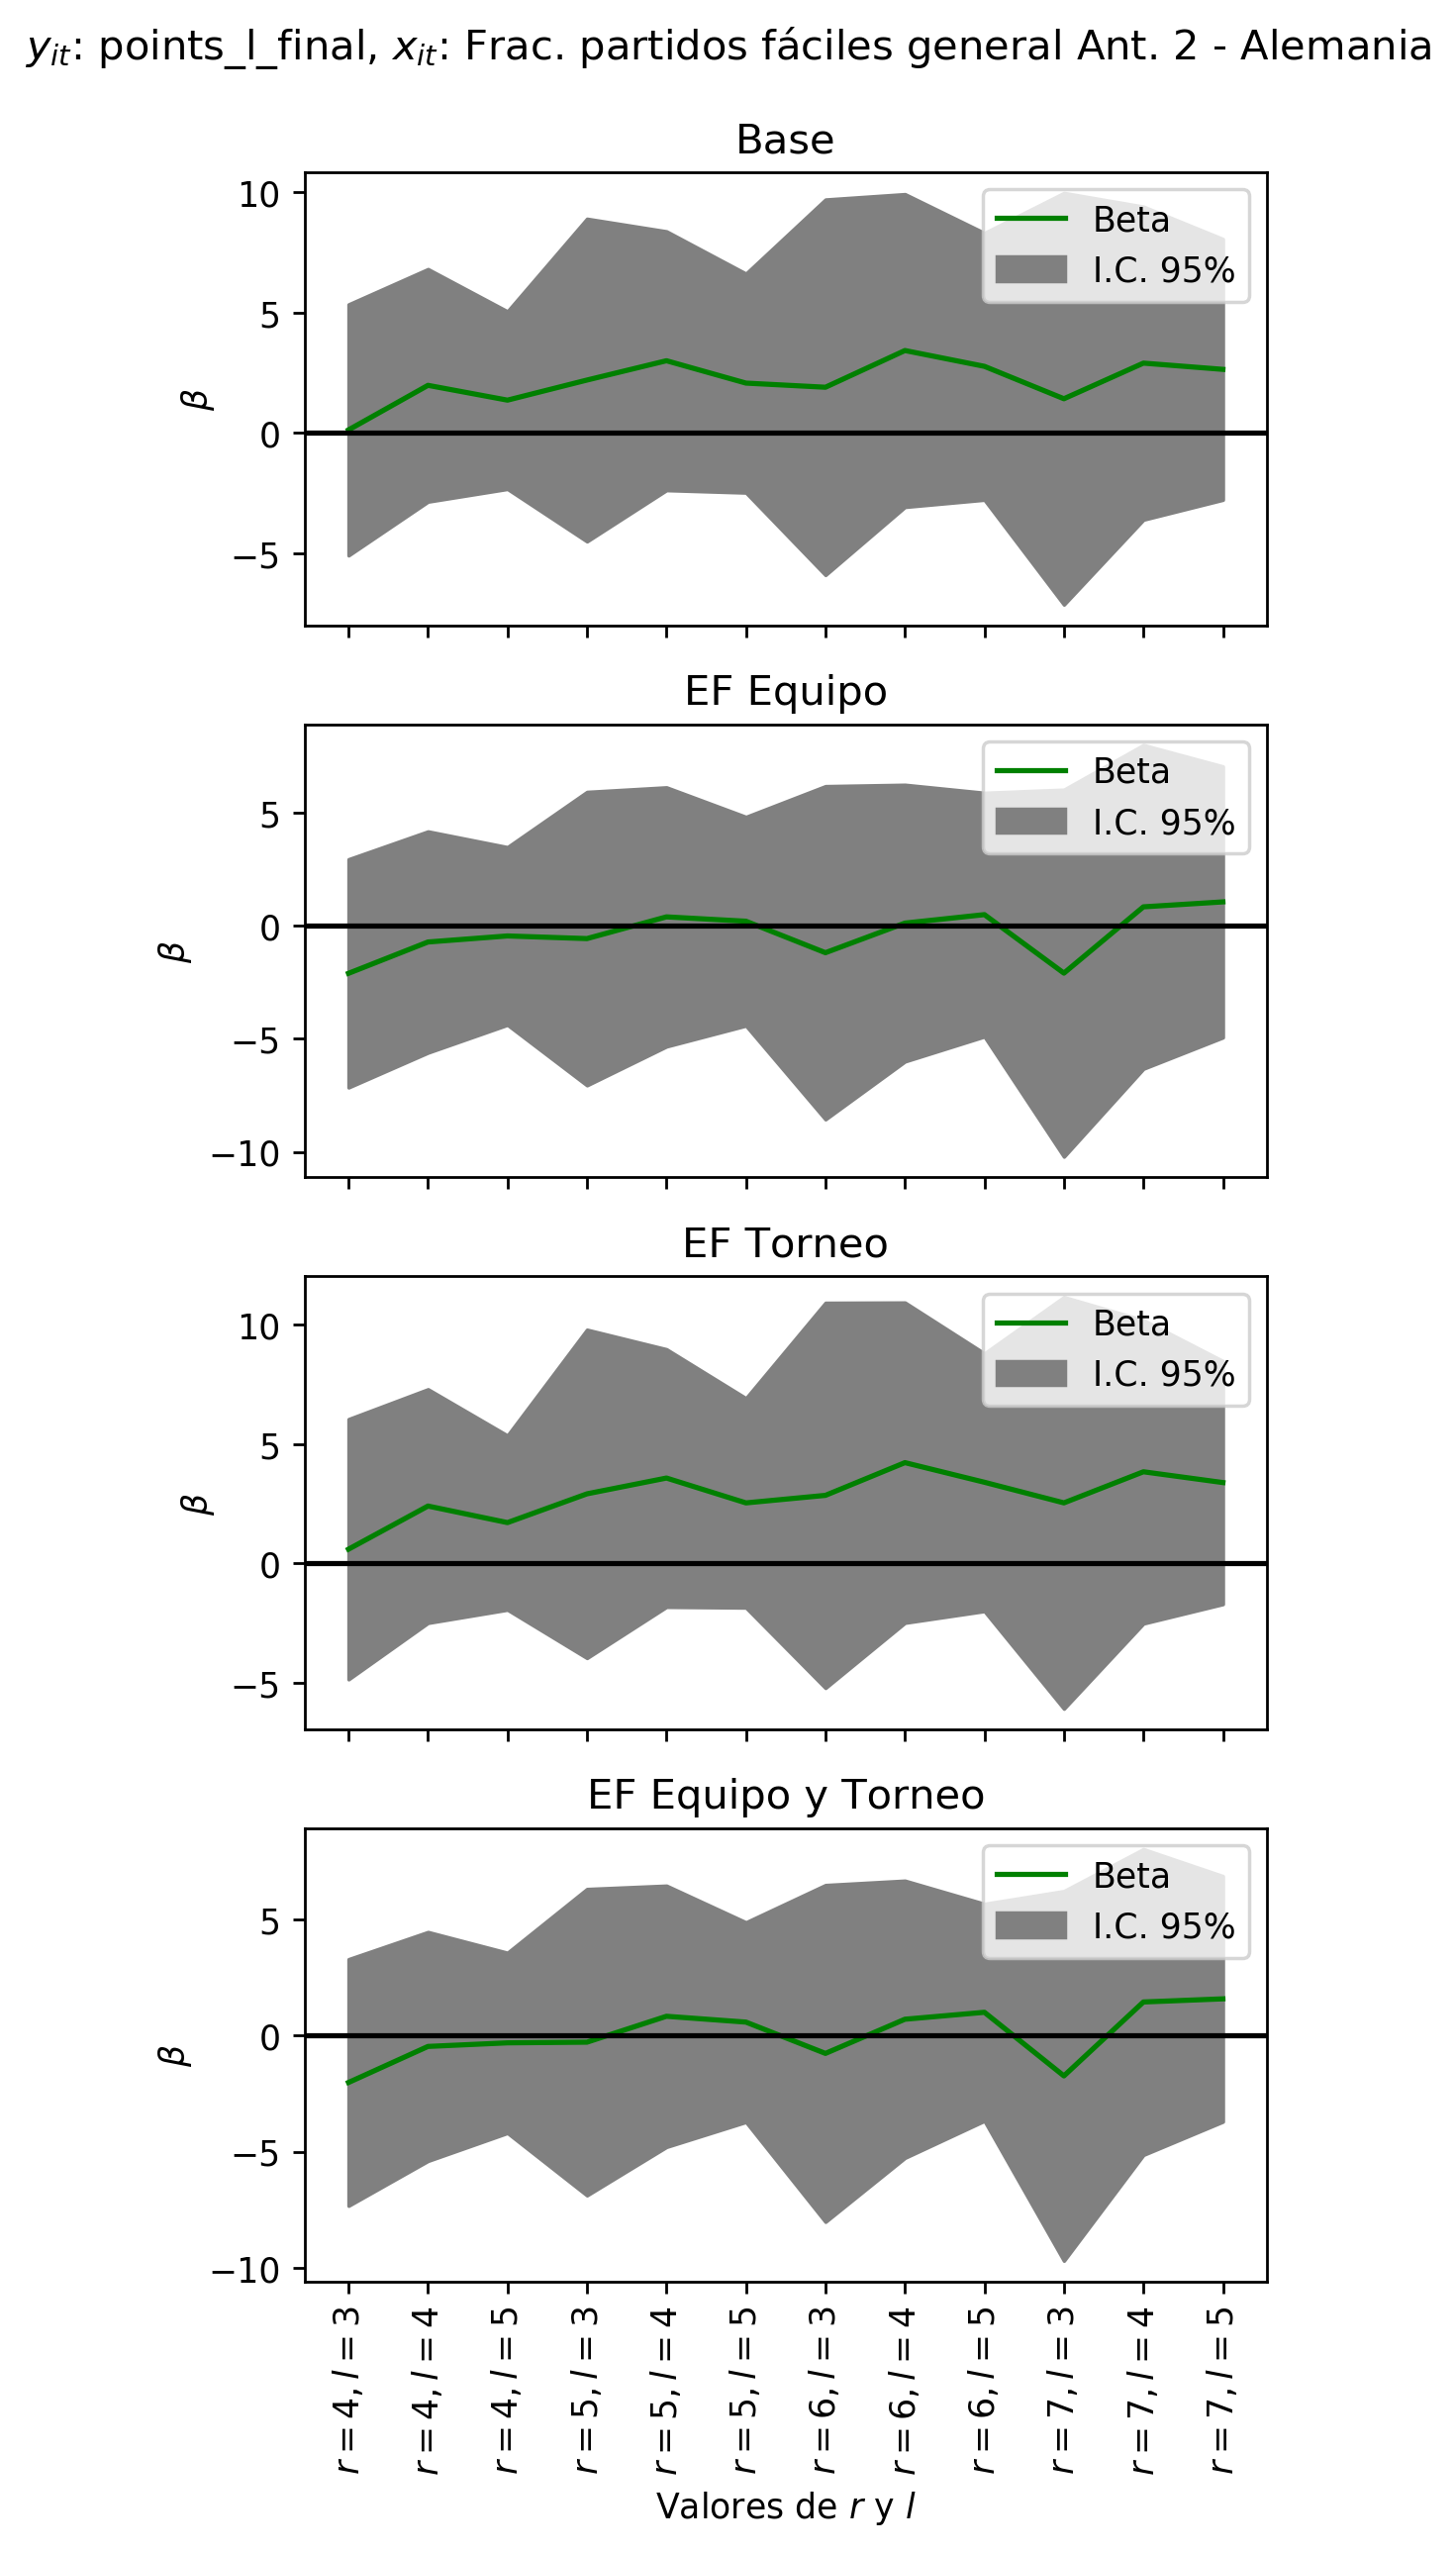 y_it: points_l_final, x_it: Frac. partidos fáciles general Ant. 2 - Alemania
Base
Beta
I.C. 95%
10
5
0
−5
β
EF Equipo
Beta
I.C. 95%
5
0
−5
−10
β
EF Torneo
Beta
I.C. 95%
10
5
0
−5
β
EF Equipo y Torneo
Beta
I.C. 95%
5
0
−5
−10
β
r = 4, l = 3
r = 4, l = 4
r = 4, l = 5
r = 5, l = 3
r = 5, l = 4
r = 5, l = 5
r = 6, l = 3
r = 6, l = 4
r = 6, l = 5
r = 7, l = 3
r = 7, l = 4
r = 7, l = 5
Valores de r y l